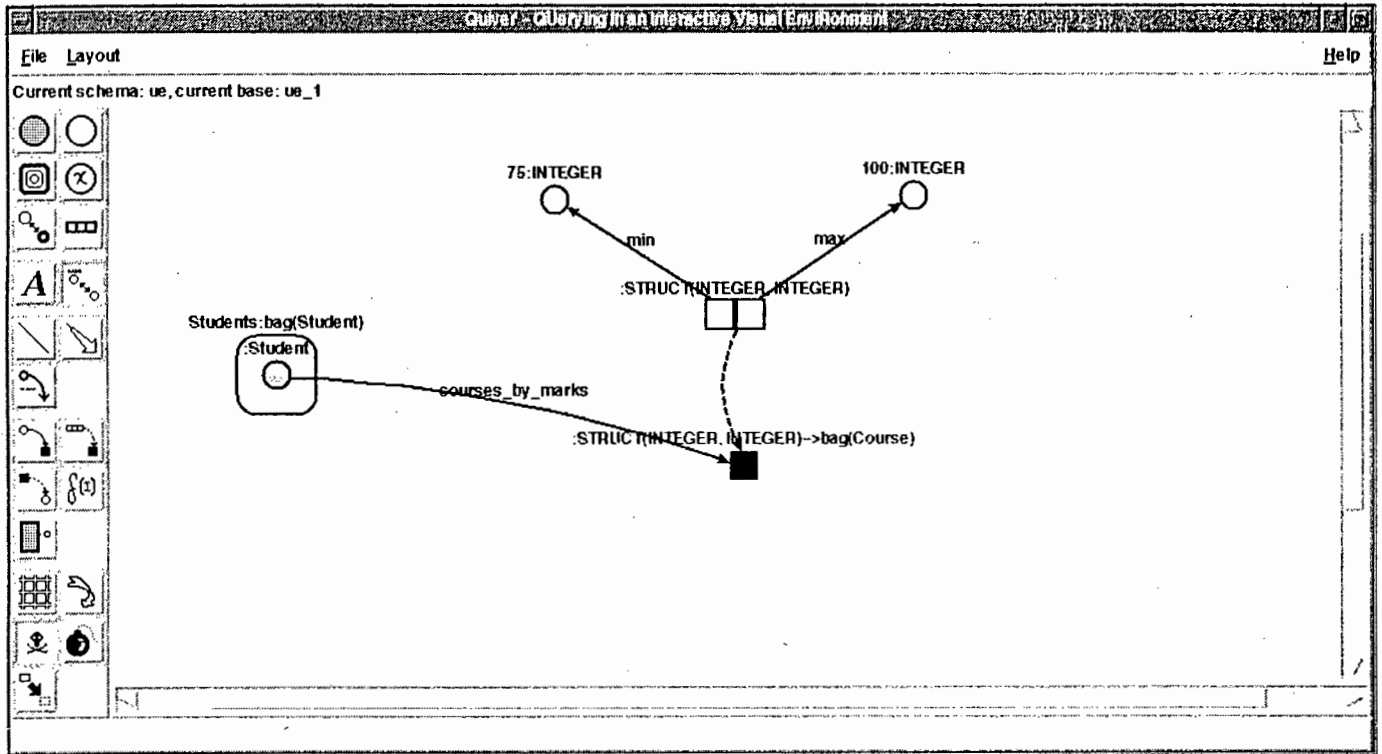 Quiver - QUerying in an Interactive Visual EnviRonment
File Layout Help
Current schema: ue, current base: ue_1
75:INTEGER
100:INTEGER
min
max
:STRUCT(INTEGER, INTEGER)
Students:bag(Student)
:Student
courses_by_marks
:STRUCT(INTEGER, INTEGER)-->bag(Course)
A
f(I)